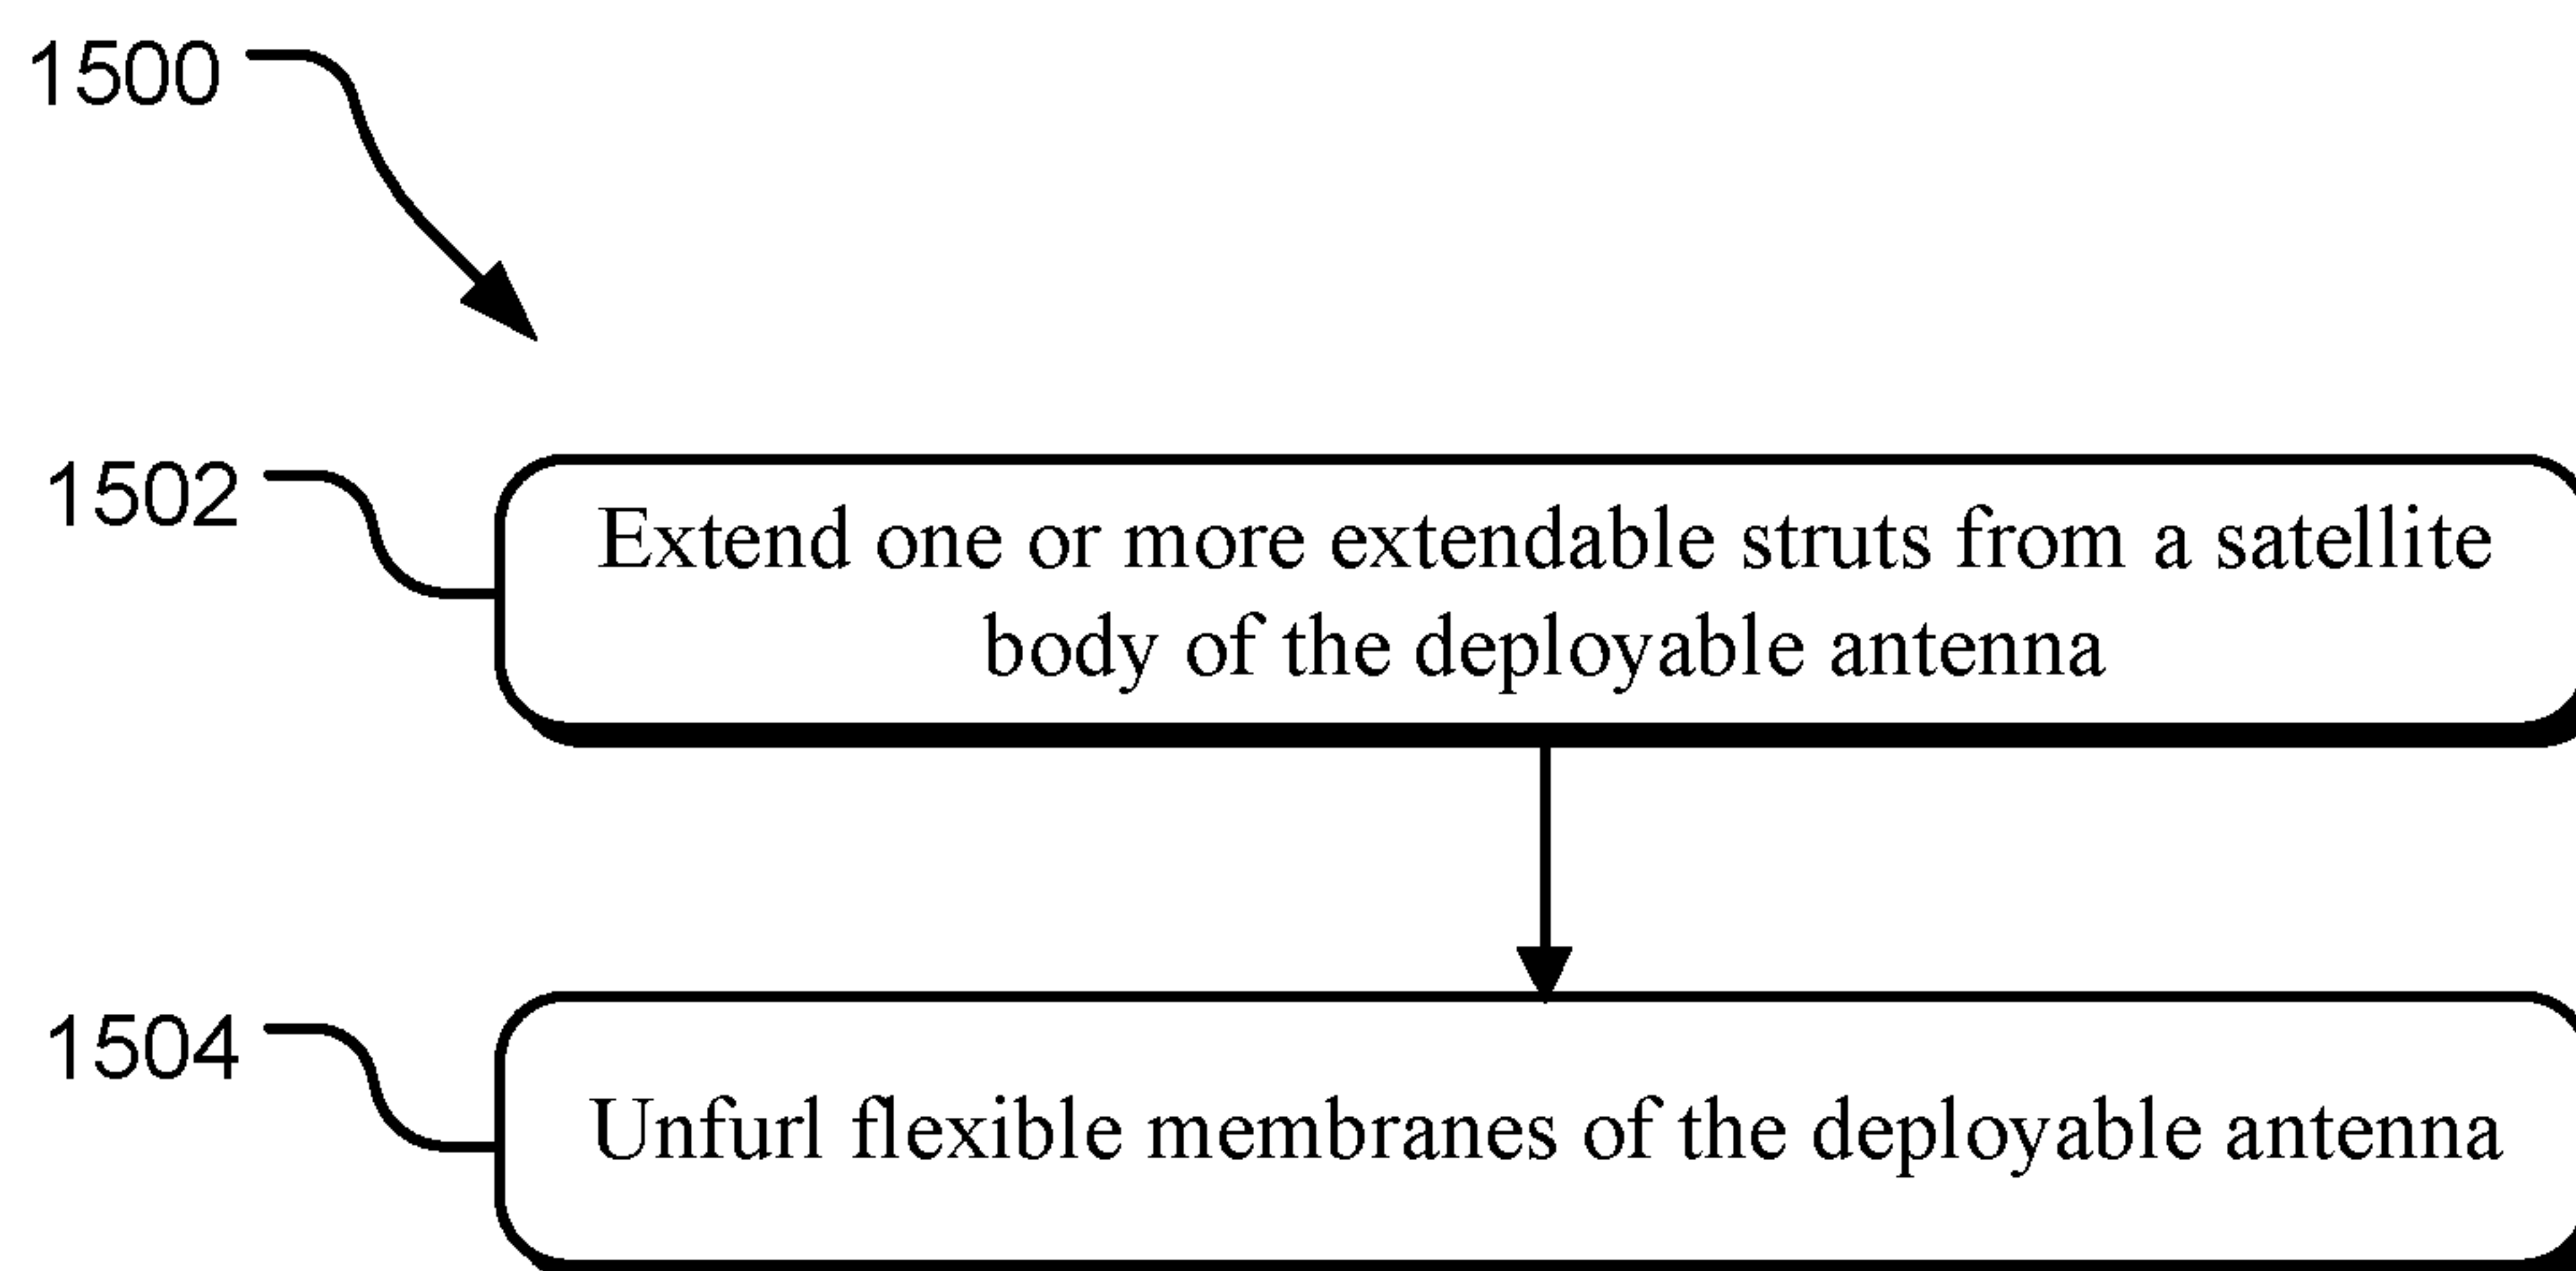 1500
1502
Extend one or more extendable struts from a satellite
body of the deployable antenna
1504
Unfurl flexible membranes of the deployable antenna